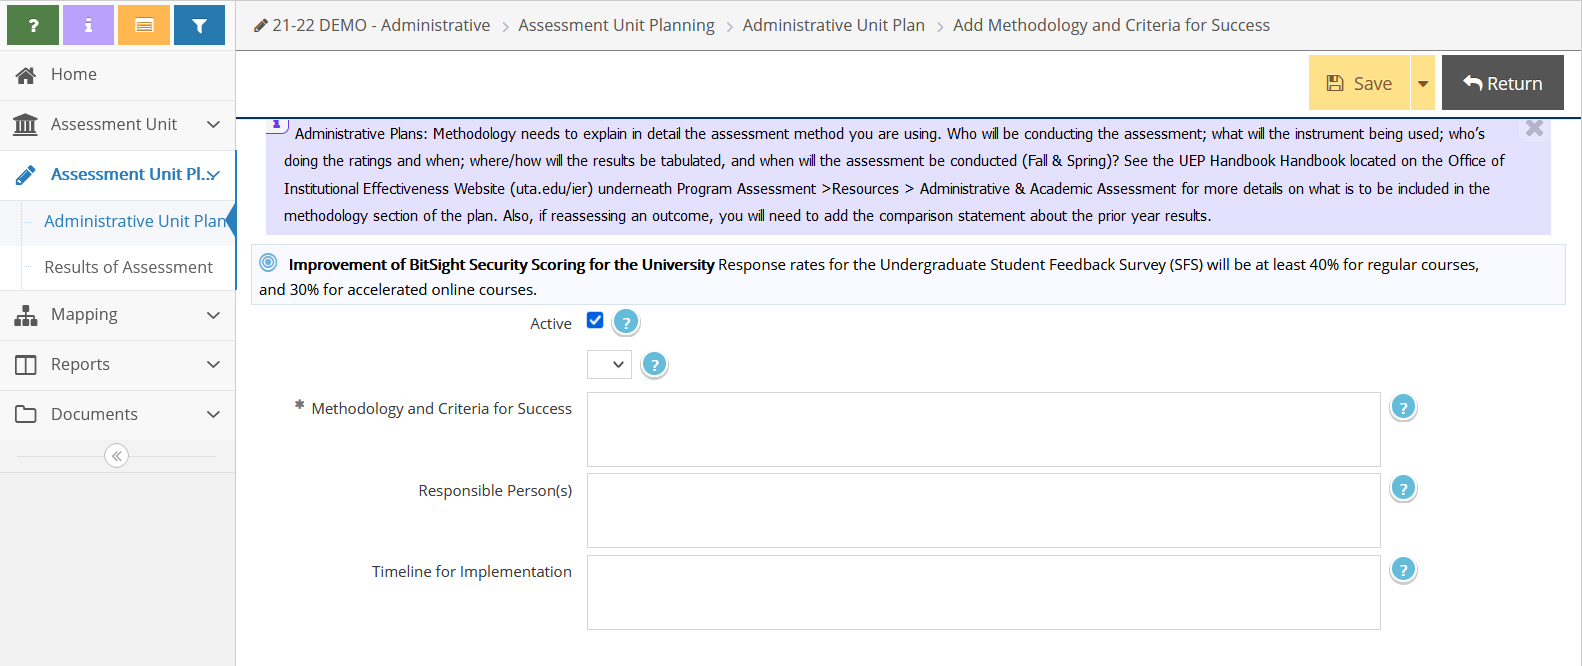 21-22 DEMO - Administrative > Assessment Unit Planning > Administrative Unit Plan > Add Methodology and Criteria for Success
Home
Assessment Unit
Assessment Unit Pl...
Administrative Unit Plan
Results of Assessment
Mapping
Reports
Documents
Save
Return
Administrative Plans: Methodology needs to explain in detail the assessment method you are using. Who will be conducting the assessment; what will the instrument being used; who's
doing the ratings and when; where/how will the results be tabulated, and when will the assessment be conducted (Fall & Spring)? See the UEP Handbook Handbook located on the Office of
Institutional Effectiveness Website (uta.edu/ier) underneath Program Assessment >Resources > Administrative & Academic Assessment for more details on what is to be included in the
methodology section of the plan. Also, if reassessing an outcome, you will need to add the comparison statement about the prior year results.
Improvement of BitSight Security Scoring for the University Response rates for the Undergraduate Student Feedback Survey (SFS) will be at least 40% for regular courses,
and 30% for accelerated online courses.
Active
* Methodology and Criteria for Success
Responsible Person(s)
Timeline for Implementation